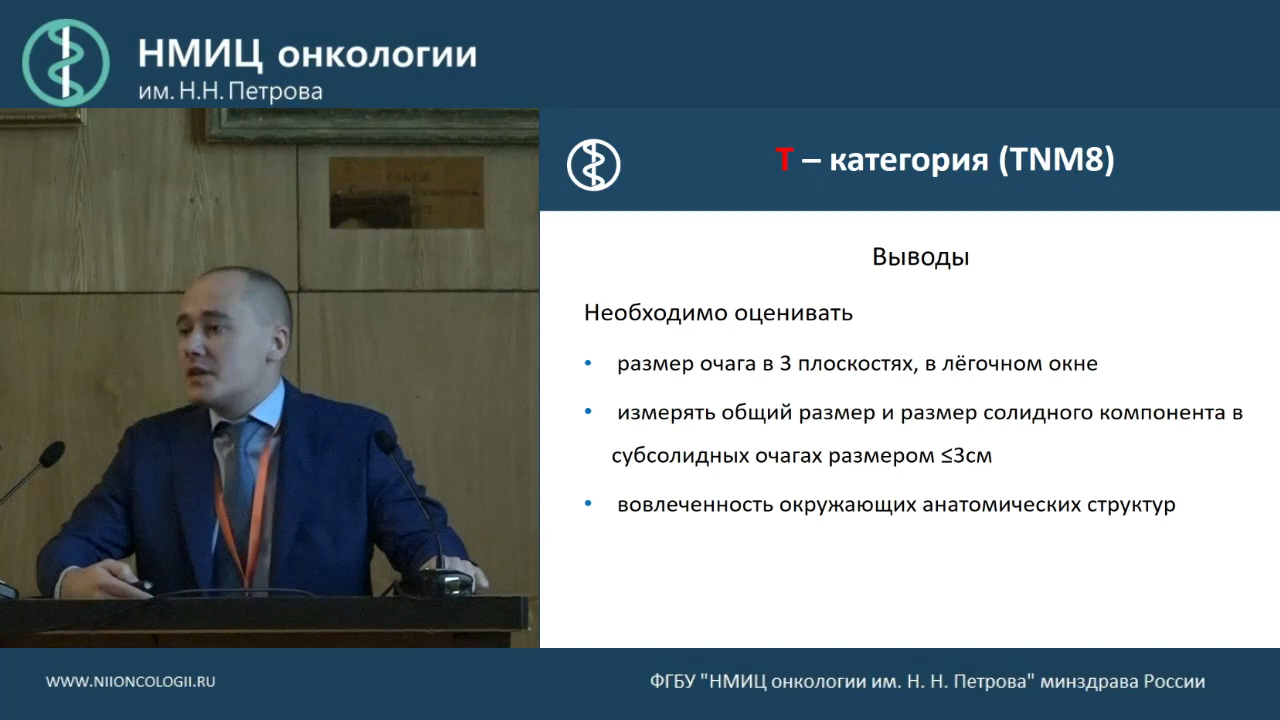 НМИЦ онкологии
им. Н.Н. Петрова
Т – категория (TNM8)
Выводы
Необходимо оценивать
• размер очага в 3 плоскостях, в лёгочном окне
• измерять общий размер и размер солидного компонента в
субсолидных очагах размером ≤3см
• вовлеченность окружающих анатомических структур
WWW.NIIONCOLOGII.RU
ФГБУ "НМИЦ онкологии им. Н. Н. Петрова" минздрава России